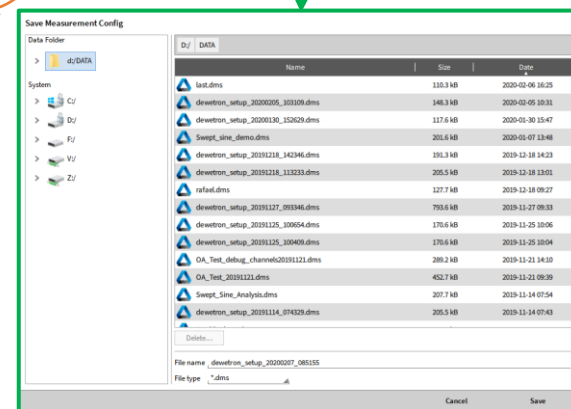 Save Measurement Config
Data Folder
d:/DATA
System
C:/
D:/
F:/
V:/
Z:/
D:/ DATA
Name Size Date
last.dms 110.3 kB 2020-02-06 16:25
dewetron_setup_20200205_103109.dms 148.3 kB 2020-02-05 10:31
dewetron_setup_20200130_152629.dms 117.6 kB 2020-01-30 15:47
Swept_sine_demo.dms 201.6 kB 2020-01-07 13:48
dewetron_setup_20191218_142346.dms 191.3 kB 2019-12-18 14:23
dewetron_setup_20191218_113233.dms 205.5 kB 2019-12-18 13:01
rafael.dms 127.7 kB 2019-12-18 09:27
dewetron_setup_20191127_093346.dms 793.6 kB 2019-11-27 09:33
dewetron_setup_20191125_100654.dms 170.6 kB 2019-11-25 10:06
dewetron_setup_20191125_100409.dms 170.6 kB 2019-11-25 10:04
OA_Test_debug_channels20191121.dms 289.2 kB 2019-11-21 14:10
OA_Test_20191121.dms 452.7 kB 2019-11-21 09:39
Swept_Sine_Analysis.dms 207.7 kB 2019-11-14 07:54
dewetron_setup_20191114_074329.dms 205.5 kB 2019-11-14 07:43
Delete...
File name dewetron_setup_20200207_085155
File type *.dms
Cancel Save